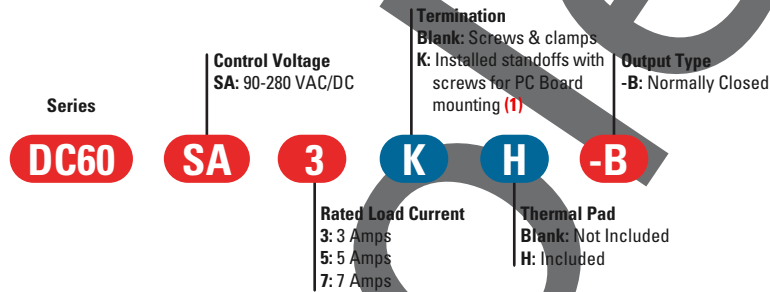 Termination
Blank: Screws & clamps
K: Installed standoffs with
screws for PC Board
mounting (1)
Control Voltage
SA: 90-280 VAC/DC
Output Type
-B: Normally Closed
Series
DC60 SA 3 K H -B
Rated Load Current
3: 3 Amps
5: 5 Amps
7: 7 Amps
Thermal Pad
Blank: Not Included
H: Included